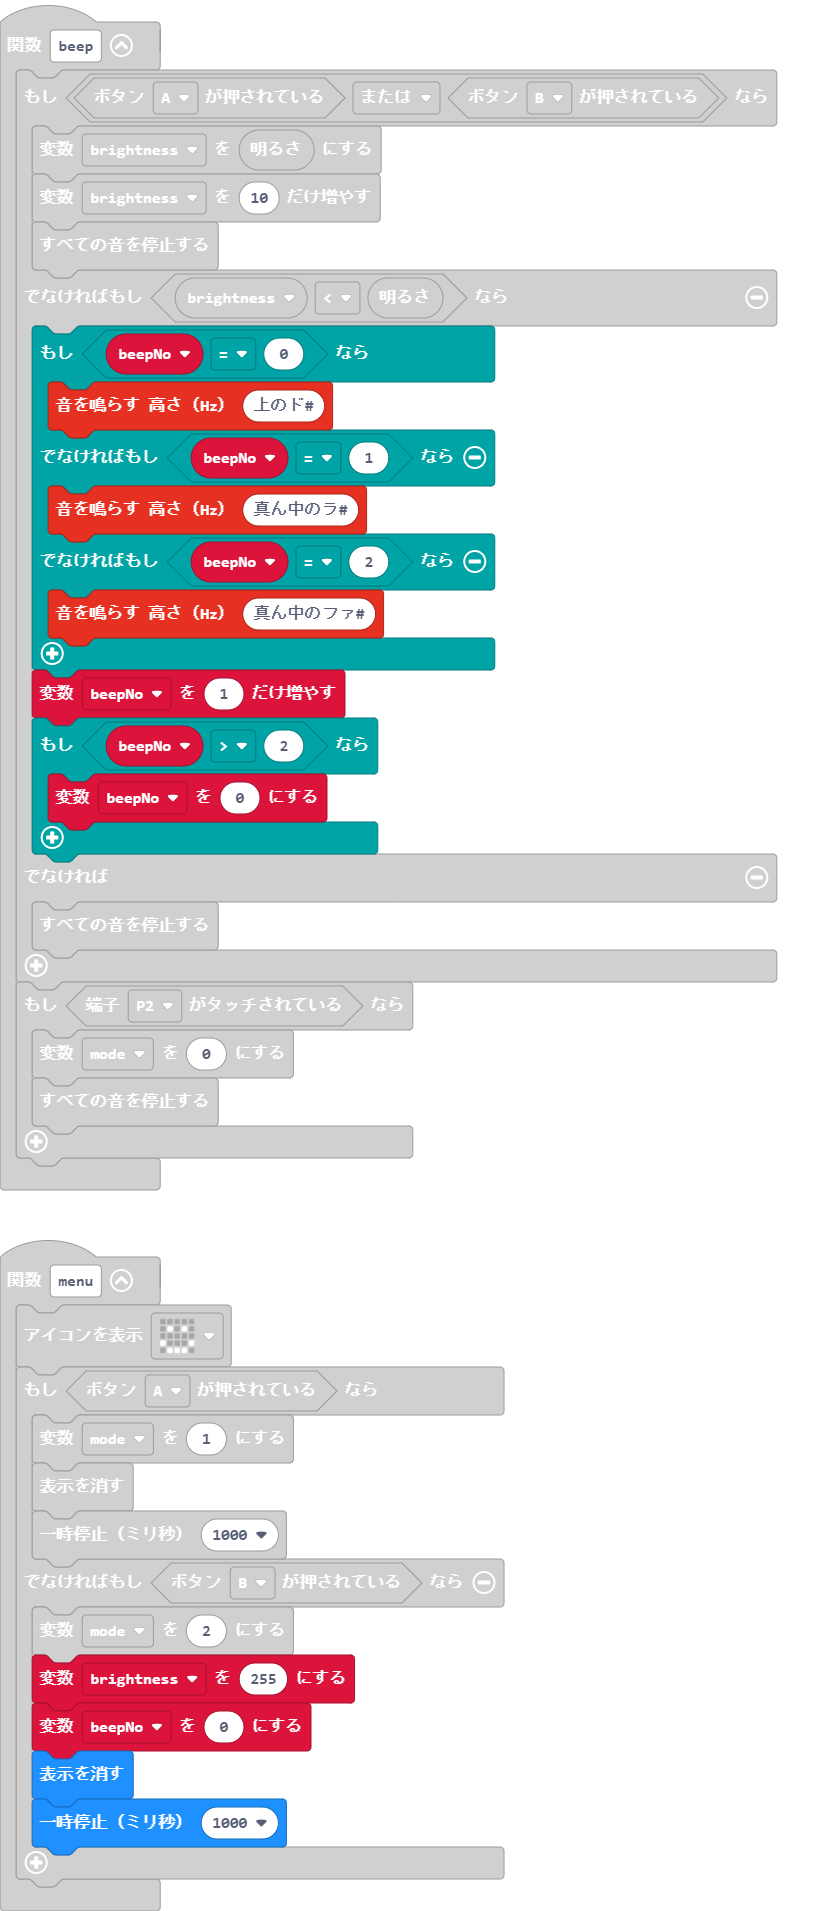 関数 beep
もし ボタン A が押されている または ボタン B が押されている なら
変数 brightness を 明るさ にする
変数 brightness を 10 だけ増やす
すべての音を停止する
でなければもし brightness < 明るさ なら
もし beepNo = 0 なら
音を鳴らす 高さ（Hz） 上のド#
でなければもし beepNo = 1 なら
音を鳴らす 高さ（Hz） 真ん中のラ#
でなければもし beepNo = 2 なら
音を鳴らす 高さ（Hz） 真ん中のファ#
変数 beepNo を 1 だけ増やす
もし beepNo > 2 なら
変数 beepNo を 0 にする
でなければ
すべての音を停止する
もし 端子 P2 がタッチされている なら
変数 mode を 0 にする
すべての音を停止する
関数 menu
アイコンを表示
もし ボタン A が押されている なら
変数 mode を 1 にする
表示を消す
一時停止（ミリ秒） 1000
でなければもし ボタン B が押されている なら
変数 mode を 2 にする
変数 brightness を 255 にする
変数 beepNo を 0 にする
表示を消す
一時停止（ミリ秒） 1000